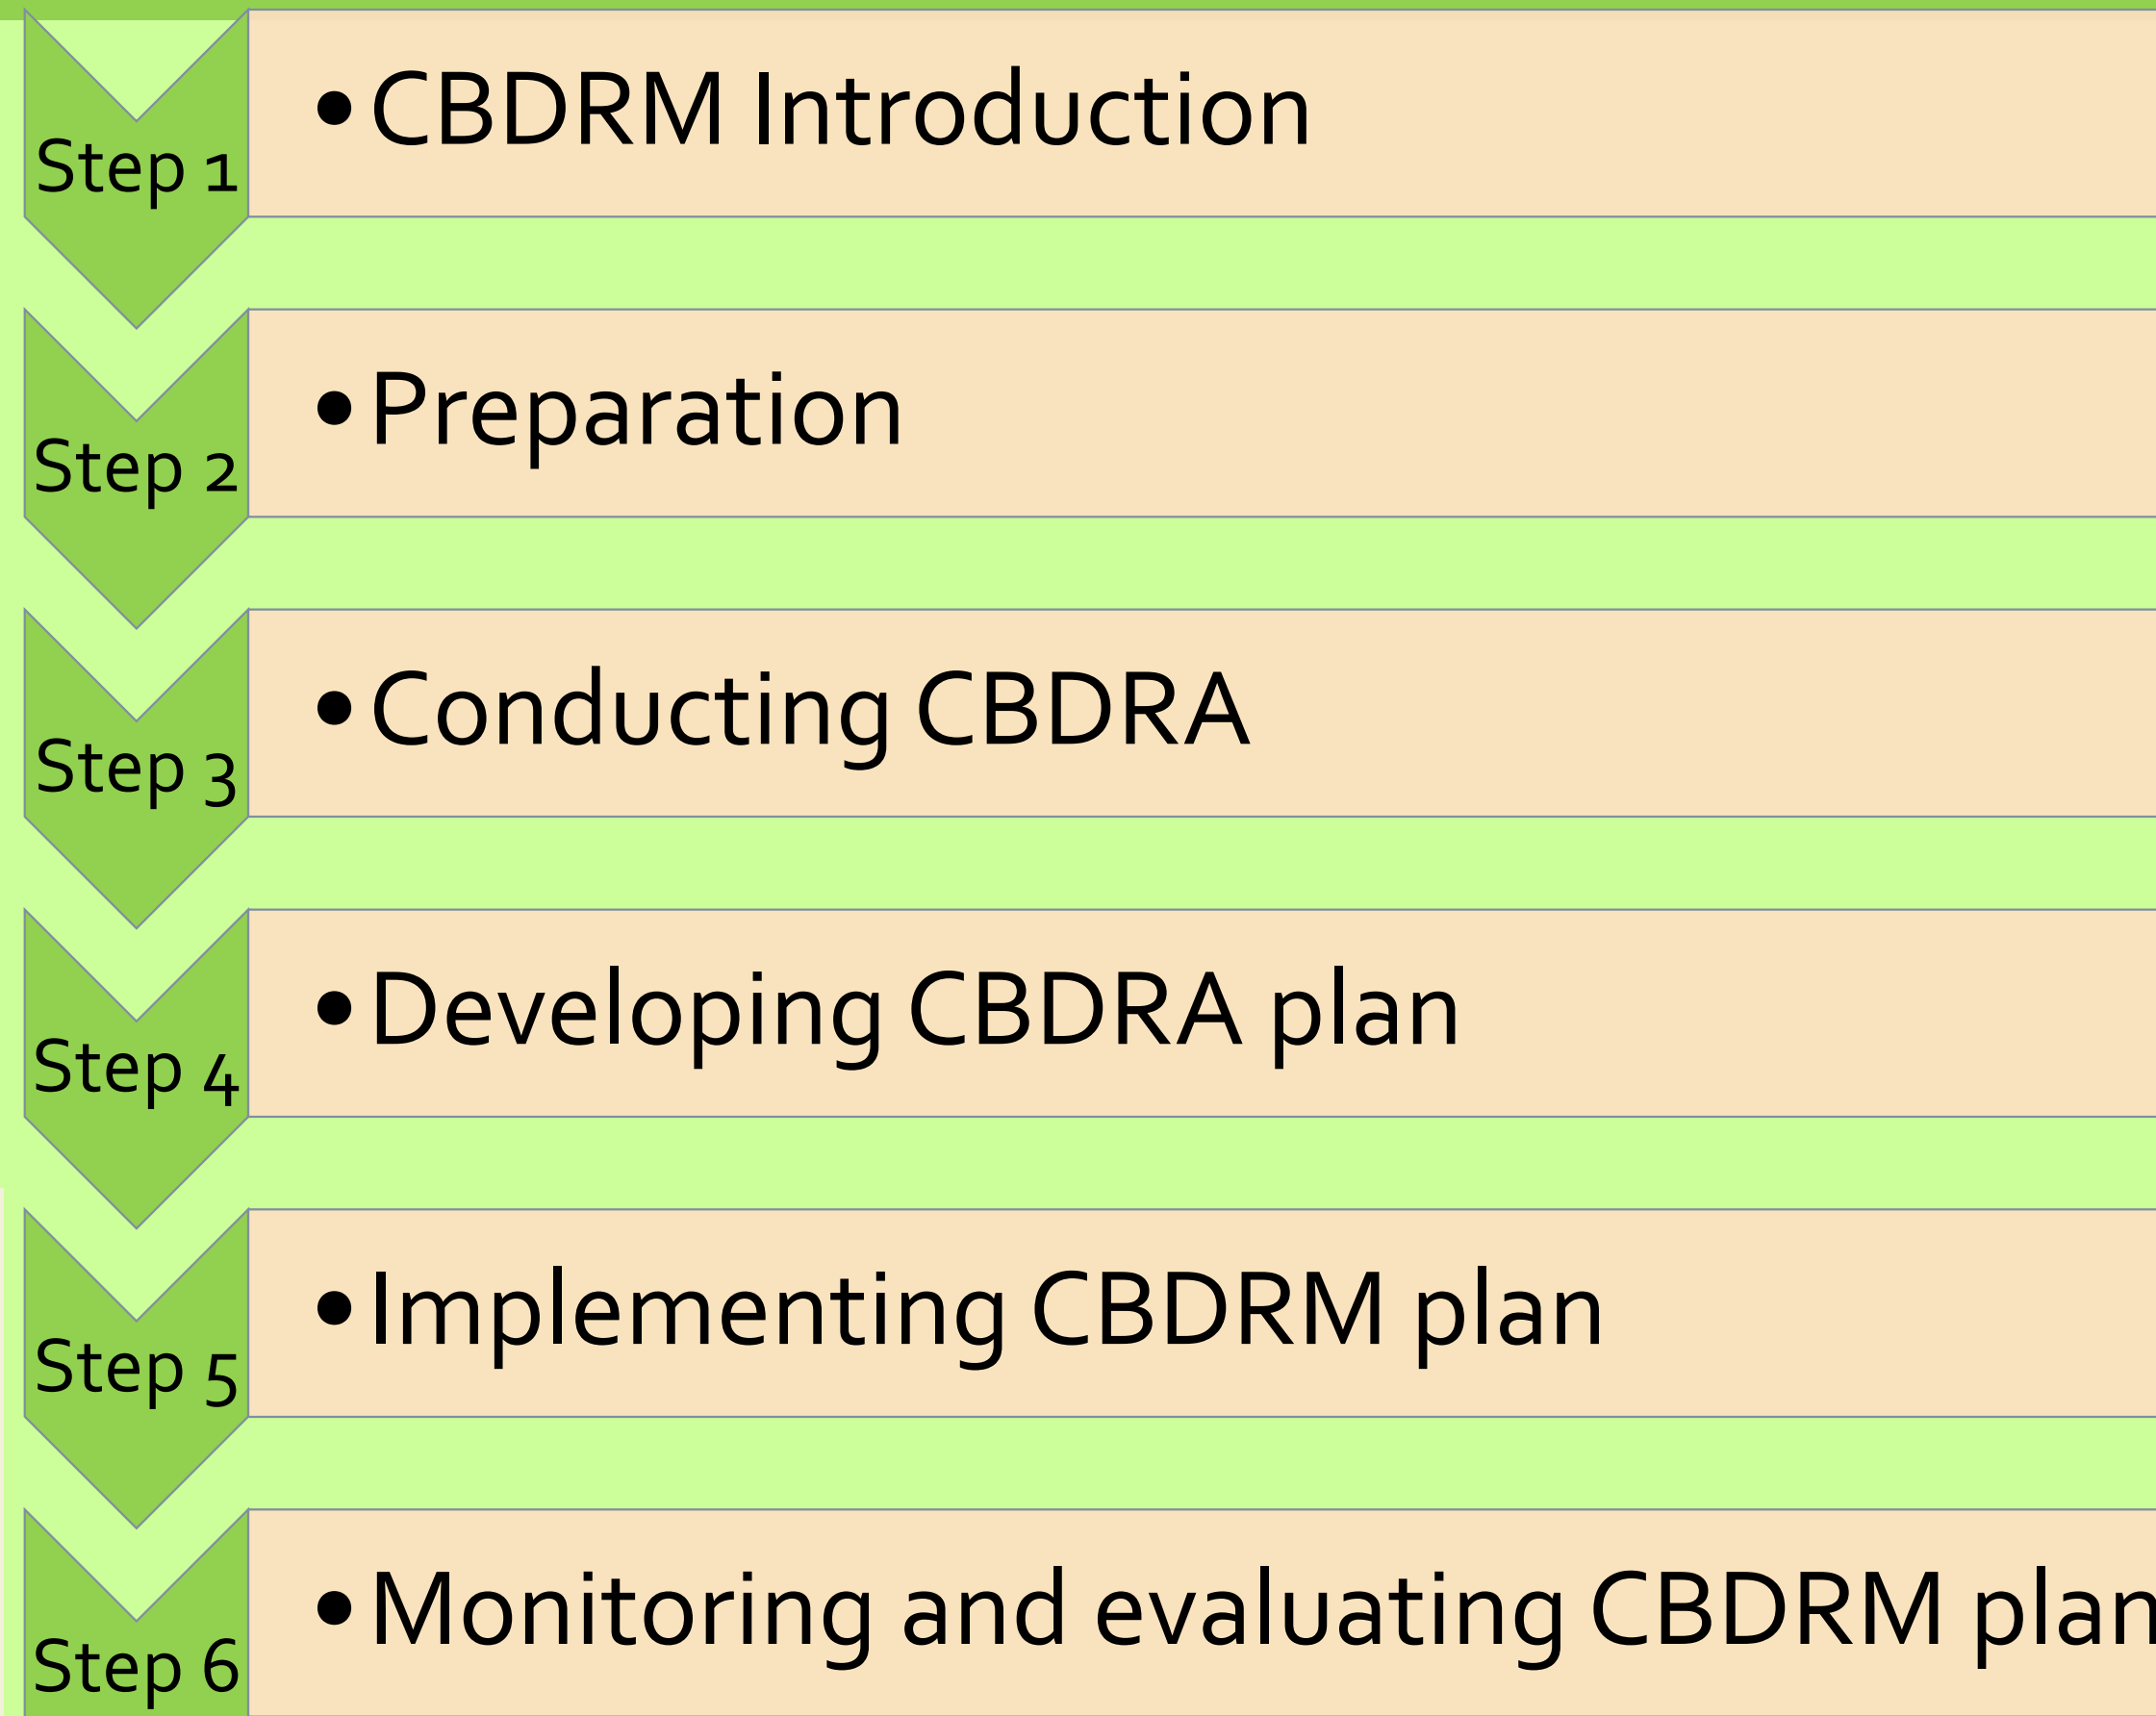 Step 1
• CBDRM Introduction
Step 2
• Preparation
Step 3
• Conducting CBDRA
Step 4
• Developing CBDRA plan
Step 5
• Implementing CBDRM plan
Step 6
• Monitoring and evaluating CBDRM plan